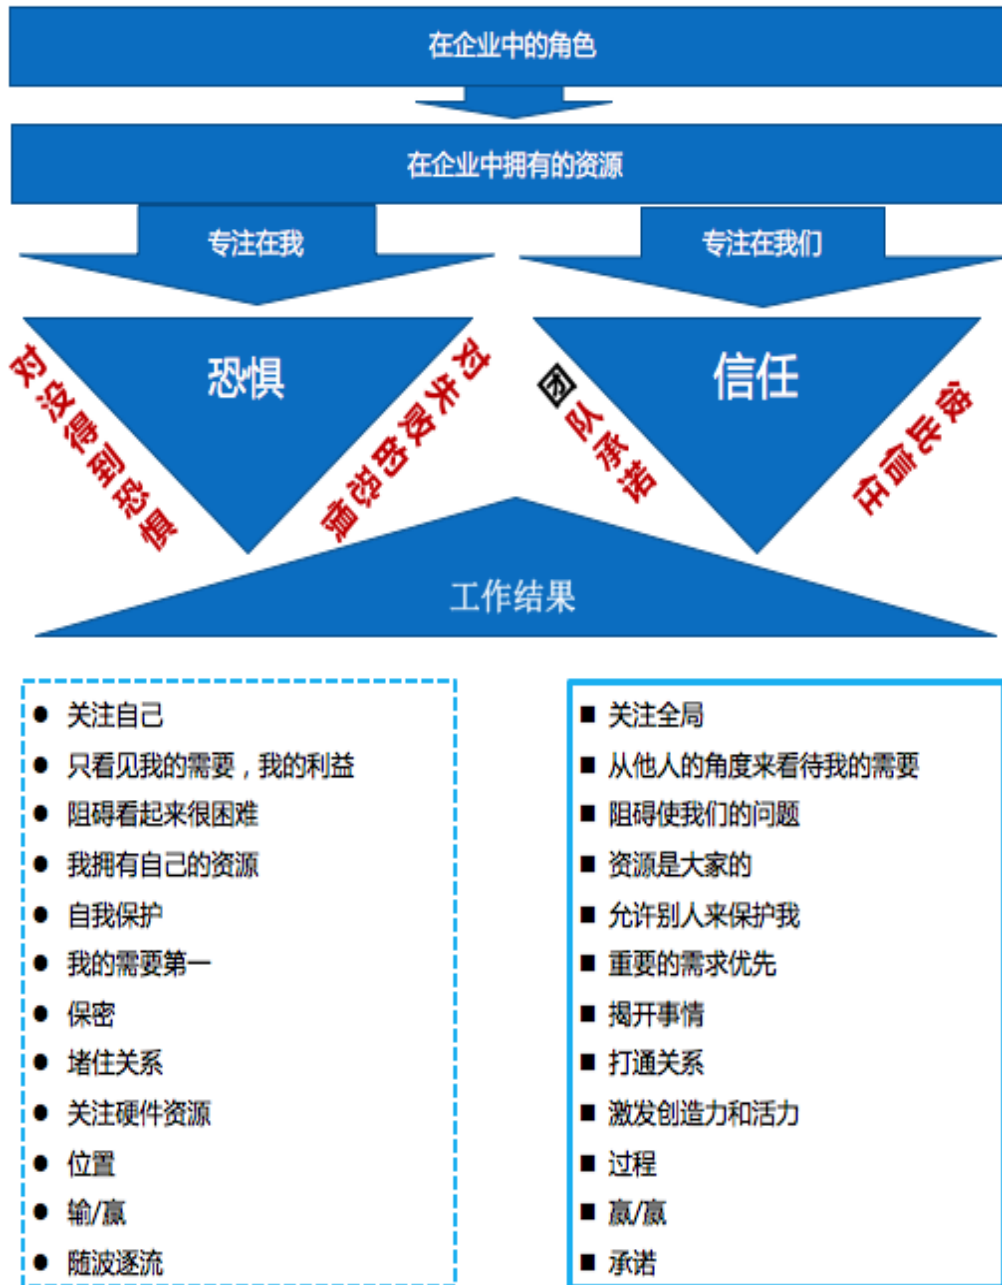 在企业中的角色
在企业中拥有的资源
专注在我
专注在我们
恐惧
信任
对没得到恐惧
对失败的恐惧
团队承诺
彼此信任
工作结果
● 关注自己
● 只看见我的需要，我的利益
● 阻碍看起来很困难
● 我拥有自己的资源
● 自我保护
● 我的需要第一
● 保密
● 堵住关系
● 关注硬件资源
● 位置
● 输/赢
● 随波逐流
■ 关注全局
■ 从他人的角度来看待我的需要
■ 阻碍使我们的问题
■ 资源是大家的
■ 允许别人来保护我
■ 重要的需求优先
■ 揭开事情
■ 打通关系
■ 激发创造力和活力
■ 过程
■ 赢/赢
■ 承诺